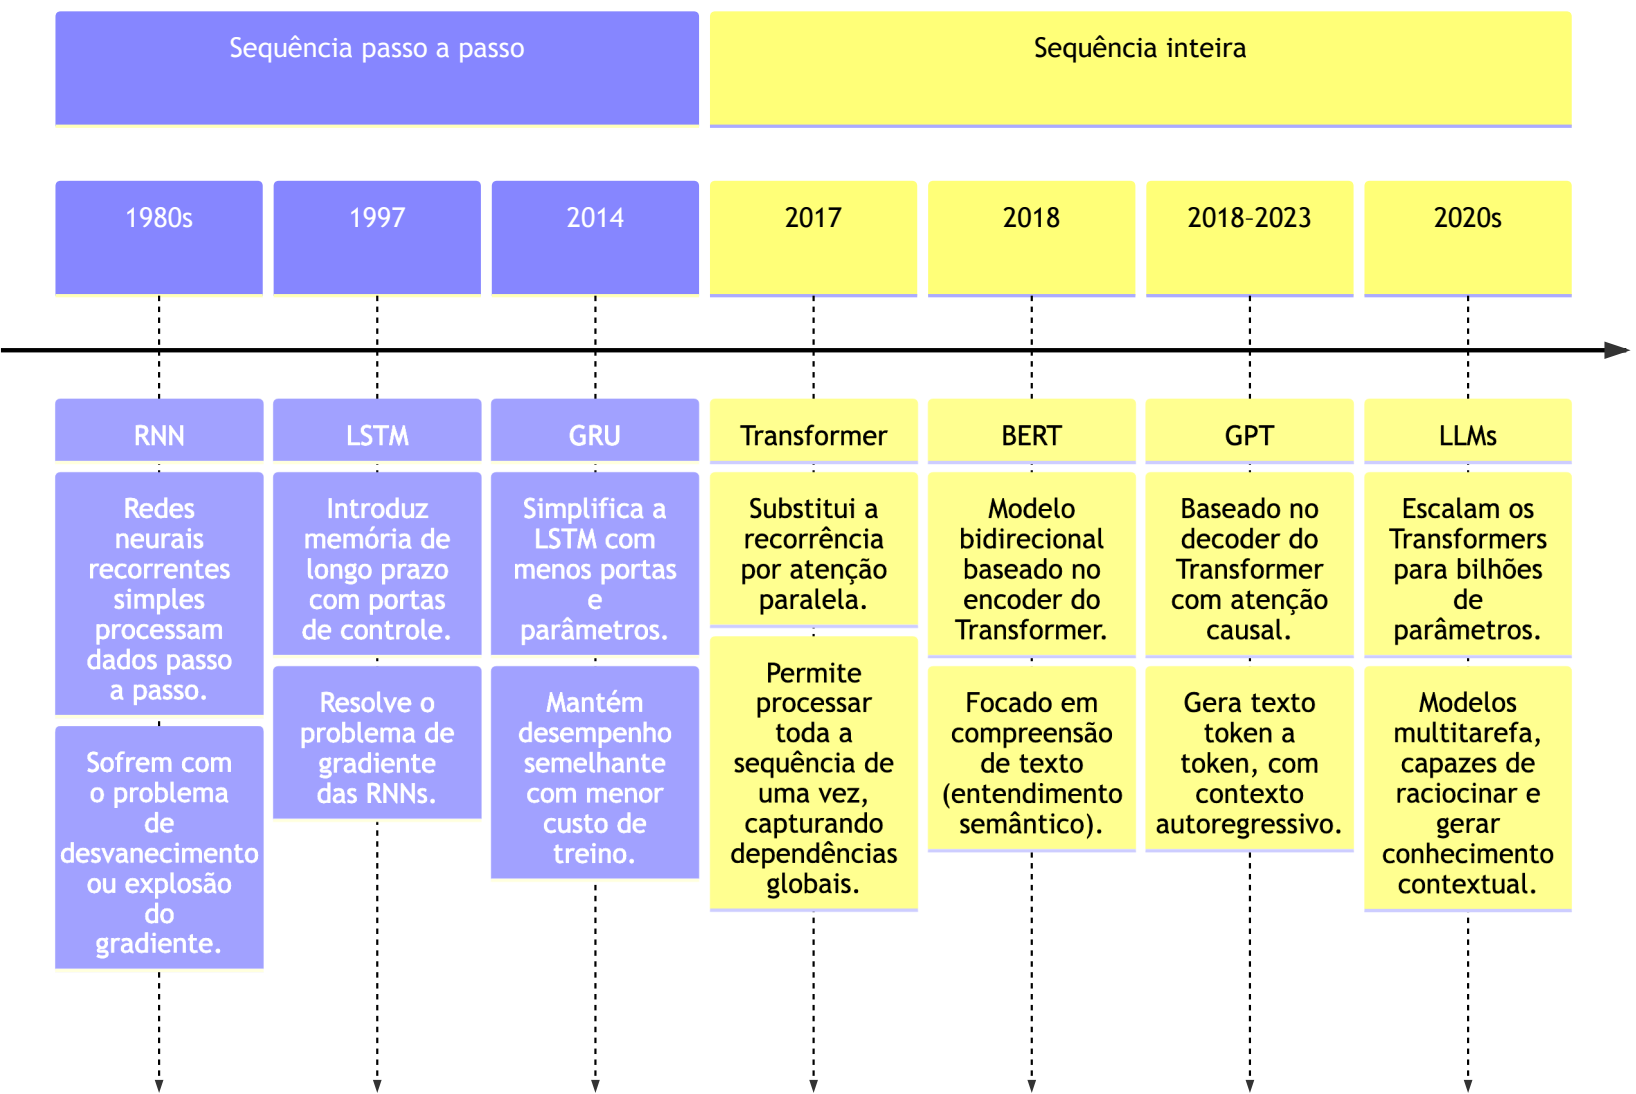 Sequência passo a passo
Sequência inteira
1980s
1997
2014
2017
2018
2018-2023
2020s
RNN
LSTM
GRU
Transformer
BERT
GPT
LLMs
Redes
neurais
recorrentes
simples
processam
dados passo
a passo.
Sofrem com
o problema
de
desvanecimento
ou explosão
do
gradiente.
Introduz
memória de
longo prazo
com portas
de controle.
Resolve o
problema de
gradiente
das RNNs.
Simplifica a
LSTM com
menos portas
e
parâmetros.
Mantém
desempenho
semelhante
com menor
custo de
treino.
Substitui a
recorrência
por atenção
paralela.
Permite
processar
toda a
sequência de
uma vez,
capturando
dependências
globais.
Modelo
bidirecional
baseado no
encoder do
Transformer.
Focado em
compreensão
de texto
(entendimento
semântico).
Baseado no
decoder do
Transformer
com atenção
causal.
Gera texto
token a
token, com
contexto
autoregressivo.
Escalam os
Transformers
para bilhões
de
parâmetros.
Modelos
multitarefa,
capazes de
raciocinar e
gerar
conhecimento
contextual.